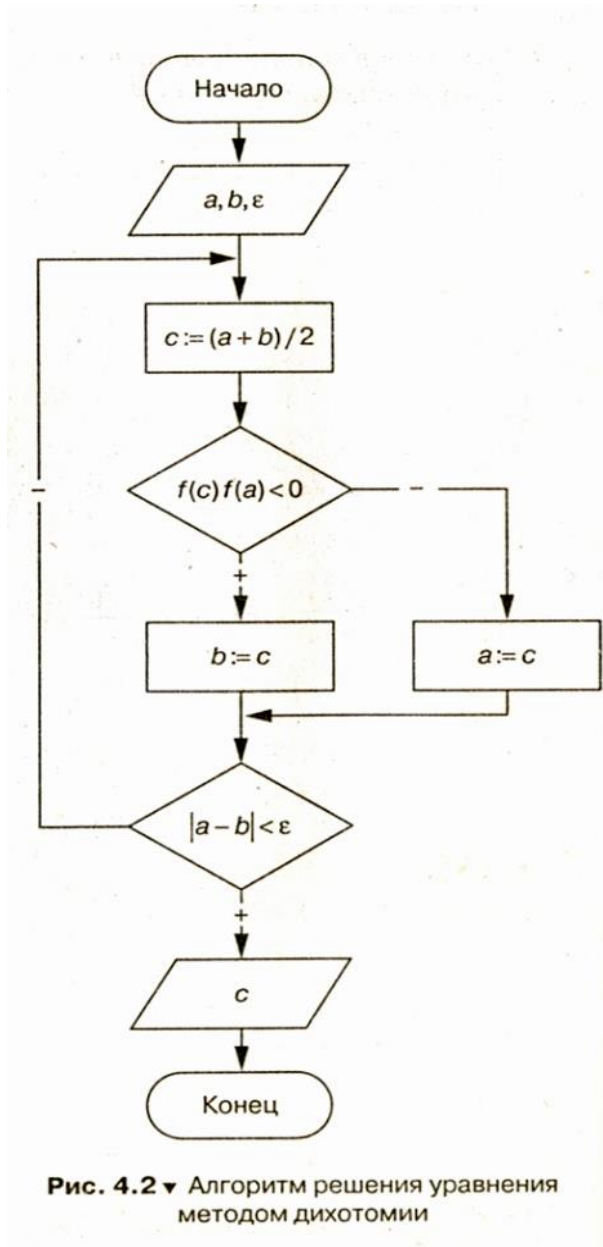 Начало
a, b, ε
c := (a + b) / 2
f(c) f(a) < 0
–
–
+
b := c
a := c
|a – b| < ε
+
c
Конец
Рис. 4.2 ▾ Алгоритм решения уравнения
методом дихотомии